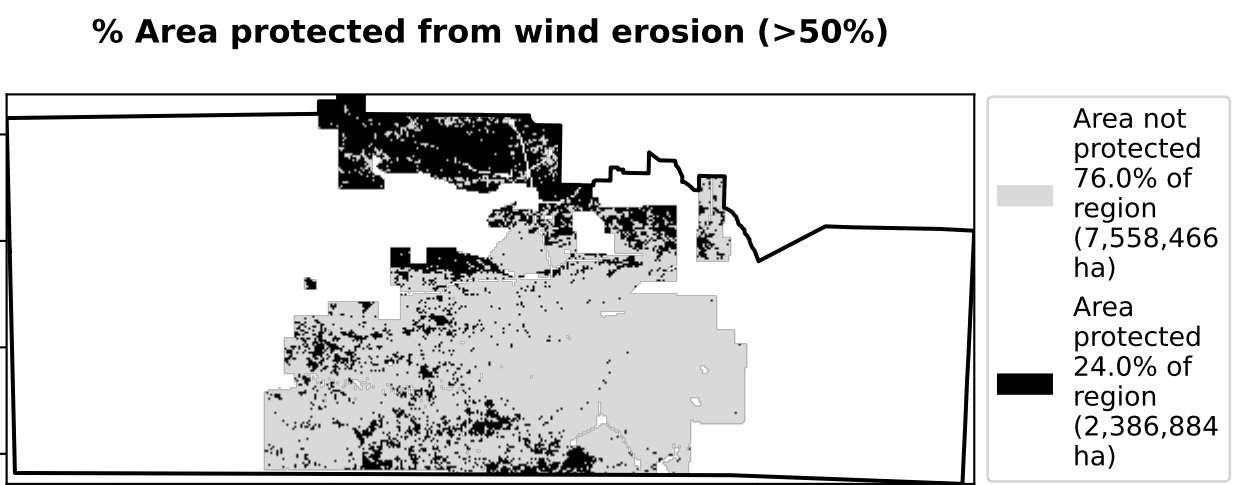 % Area protected from wind erosion (>50%)
Area not
protected
76.0% of
region
(7,558,466
ha)
Area
protected
24.0% of
region
(2,386,884
ha)